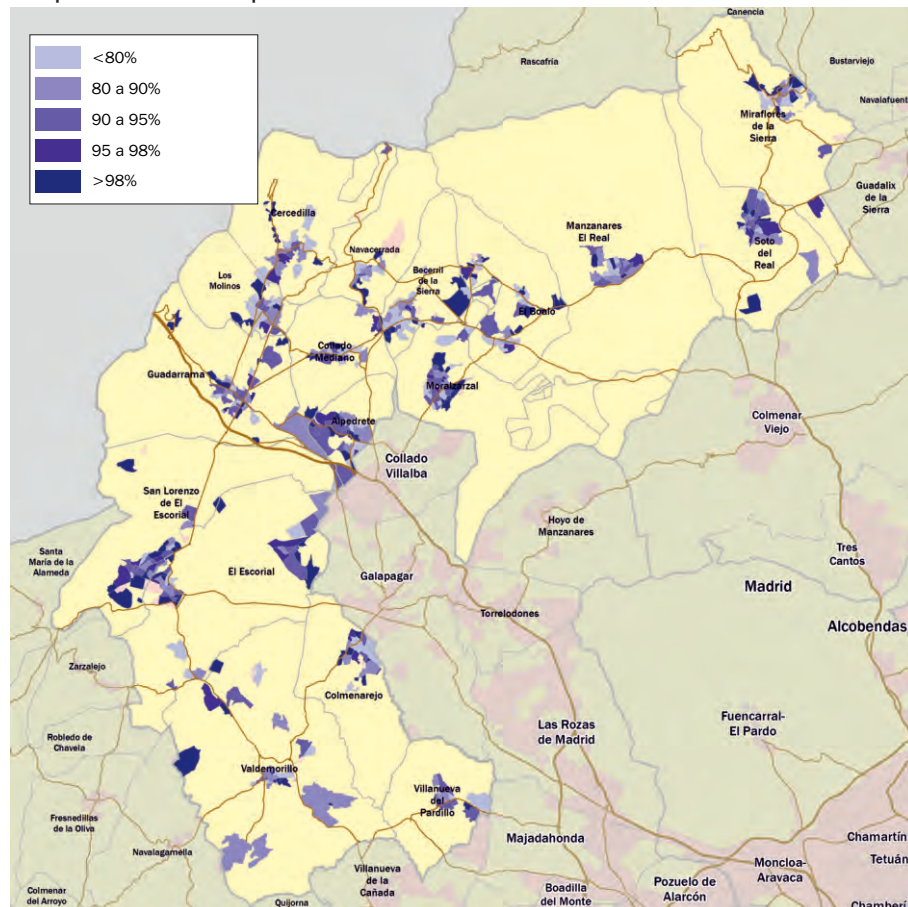 <80%
80 a 90%
90 a 95%
95 a 98%
>98%
Canencia
Rascafría
Bustarviejo
Navalafuent
Miraflores
de la
Sierra
Guadalix
de la
Sierra
Cercedilla
Manzanares
El Real
Soto
del
Real
Navacerrada
Los
Molinos
Becerril
de la
Sierra
El Boalo
Collado
Mediano
Guadarrama
Moralzarzal
Alpedrete
Colmenar
Viejo
Collado
Villalba
San Lorenzo
de El
Escorial
Hoyo de
Manzanares
Santa
María de la
Alameda
Tres
Cantos
El Escorial
Galapagar
Madrid
Torrelodones
Alcobendas
Zarzalejo
Colmenarejo
Las Rozas
de Madrid
Fuencarral-
El Pardo
Robledo de
Chavela
Valdemorillo
Villanueva
del
Pardillo
Fresnedillas
de la Oliva
Majadahonda
Chamartín
Navalagamella
Tetuán
Villanueva
de la
Cañada
Moncloa-
Aravaca
Colmenar
del Arroyo
Quijorna
Boadilla
del Monte
Pozuelo de
Alarcón
Chamberí